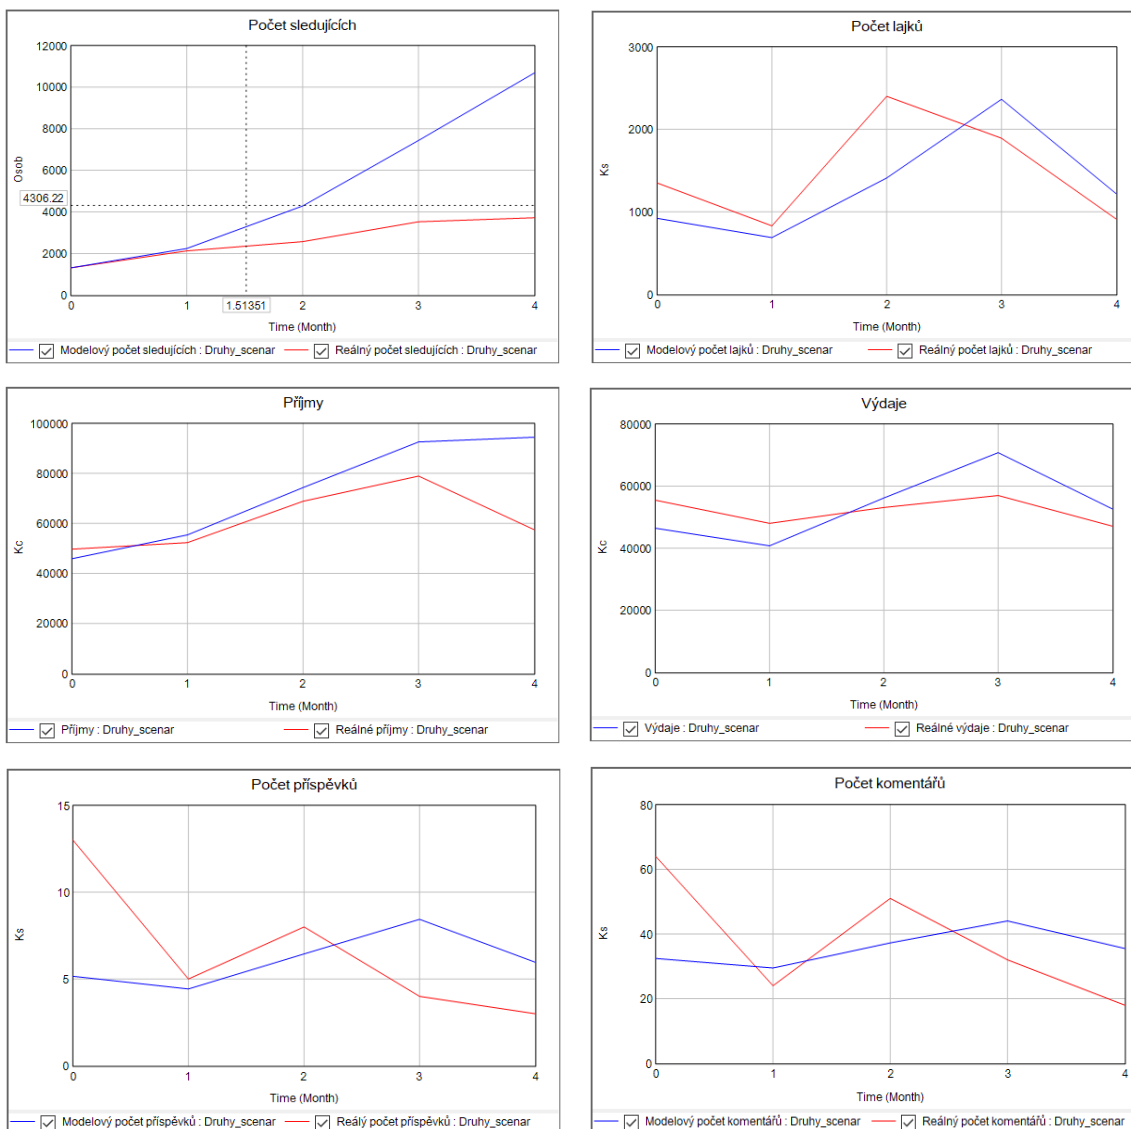 Počet sledujících
12000
10000
8000
6000
4306.22
4000
2000
0
Osob
0 1 1.51351 2 3 4
Time (Month)
Modelový počet sledujících : Druhy_scenar Reálný počet sledujících : Druhy_scenar
Počet lajků
3000
2000
1000
0
Ks
0 1 2 3 4
Time (Month)
Modelový počet lajků : Druhy_scenar Reálný počet lajků : Druhy_scenar
Příjmy
100000
80000
60000
40000
20000
0
Kc
0 1 2 3 4
Time (Month)
Příjmy : Druhy_scenar Reálné příjmy : Druhy_scenar
Výdaje
80000
60000
40000
20000
0
Kc
0 1 2 3 4
Time (Month)
Výdaje : Druhy_scenar Reálné výdaje : Druhy_scenar
Počet příspěvků
15
10
5
0
Ks
0 1 2 3 4
Time (Month)
Modelový počet příspěvků : Druhy_scenar Reálý počet příspěvků : Druhy_scenar
Počet komentářů
80
60
40
20
0
Ks
0 1 2 3 4
Time (Month)
Modelový počet komentářů : Druhy_scenar Reálný počet komentářů : Druhy_scenar